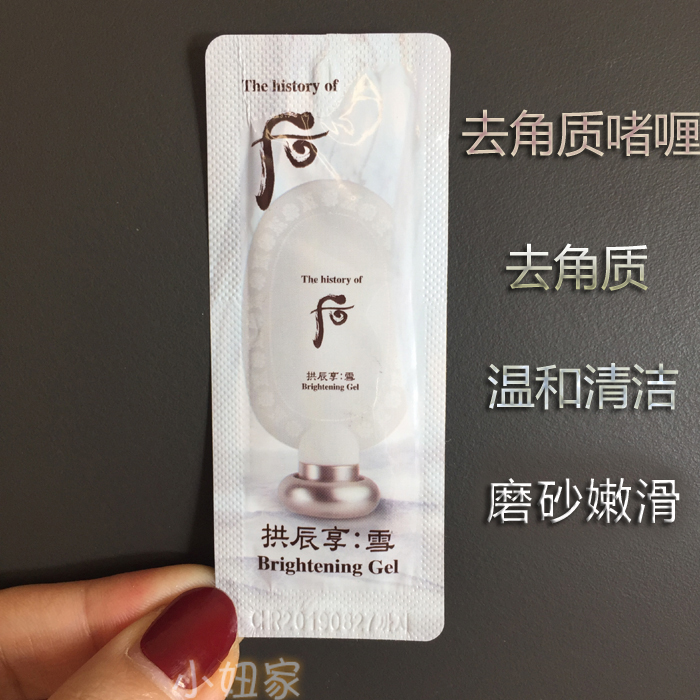 The history of
后
去角质啫喱
The history of
后
去角质
拱辰享:雪
Brightening Gel
温和清洁
磨砂嫩滑
拱辰享:雪
Brightening Gel
小妞家